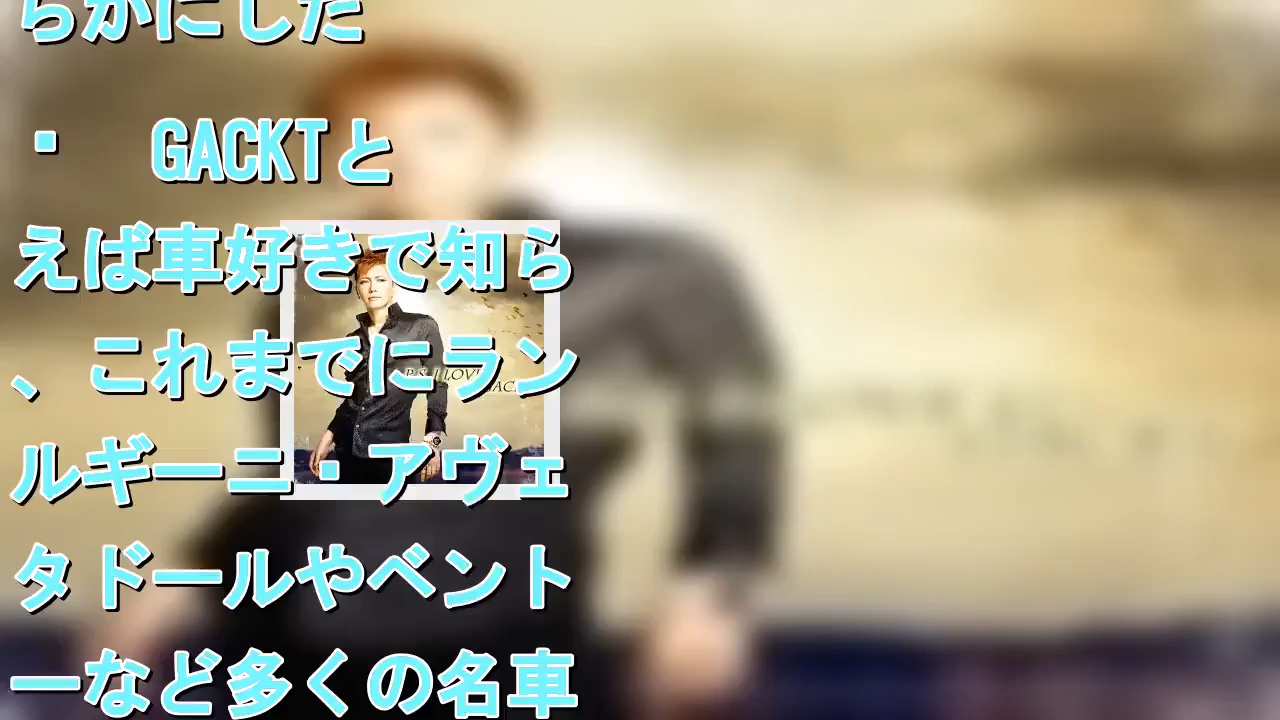 らかにした
・　GACKTと
えば車好きで知ら
、これまでにラン
ルギーニ・アヴェ
タドールやベント
ーなど多くの名車
P.S. I LOVE